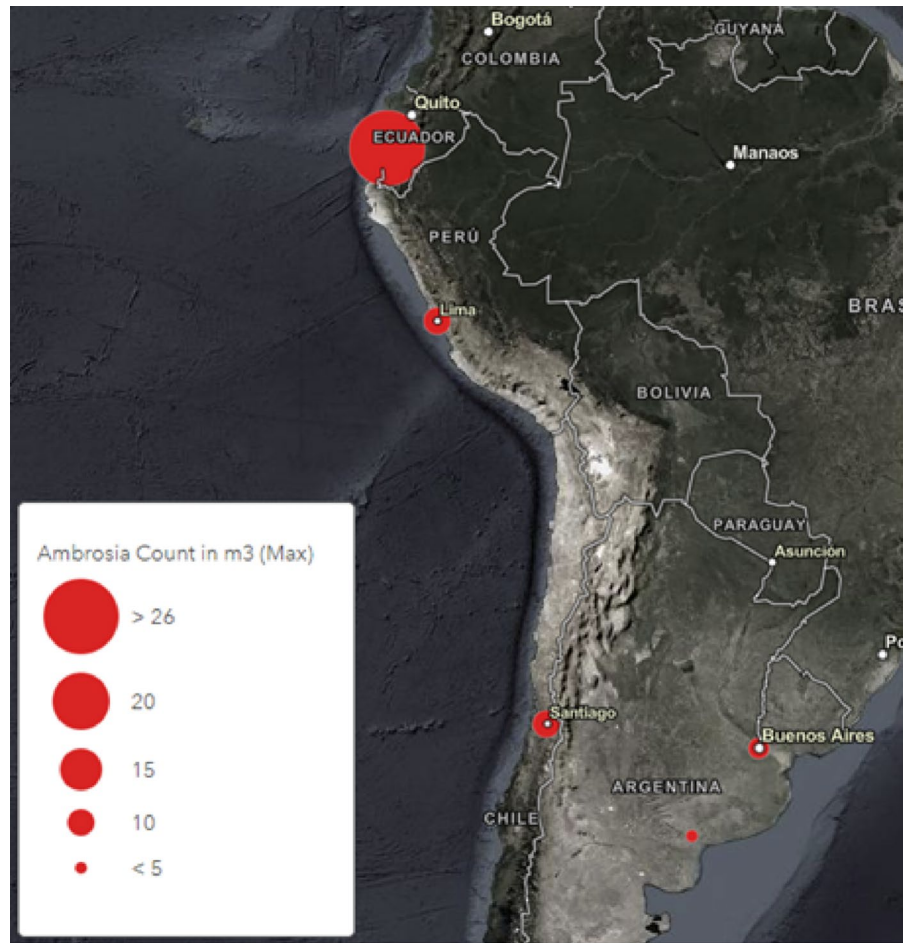 Bogotá
GUYANA
COLOMBIA
Quito
ECUADOR
Manaos
PERÚ
Lima
BRAS
BOLIVIA
PARAGUAY
Asunción
Po
Santiago
Buenos Aires
ARGENTINA
CHILE
Ambrosia Count in m3 (Max)
> 26
20
15
10
< 5